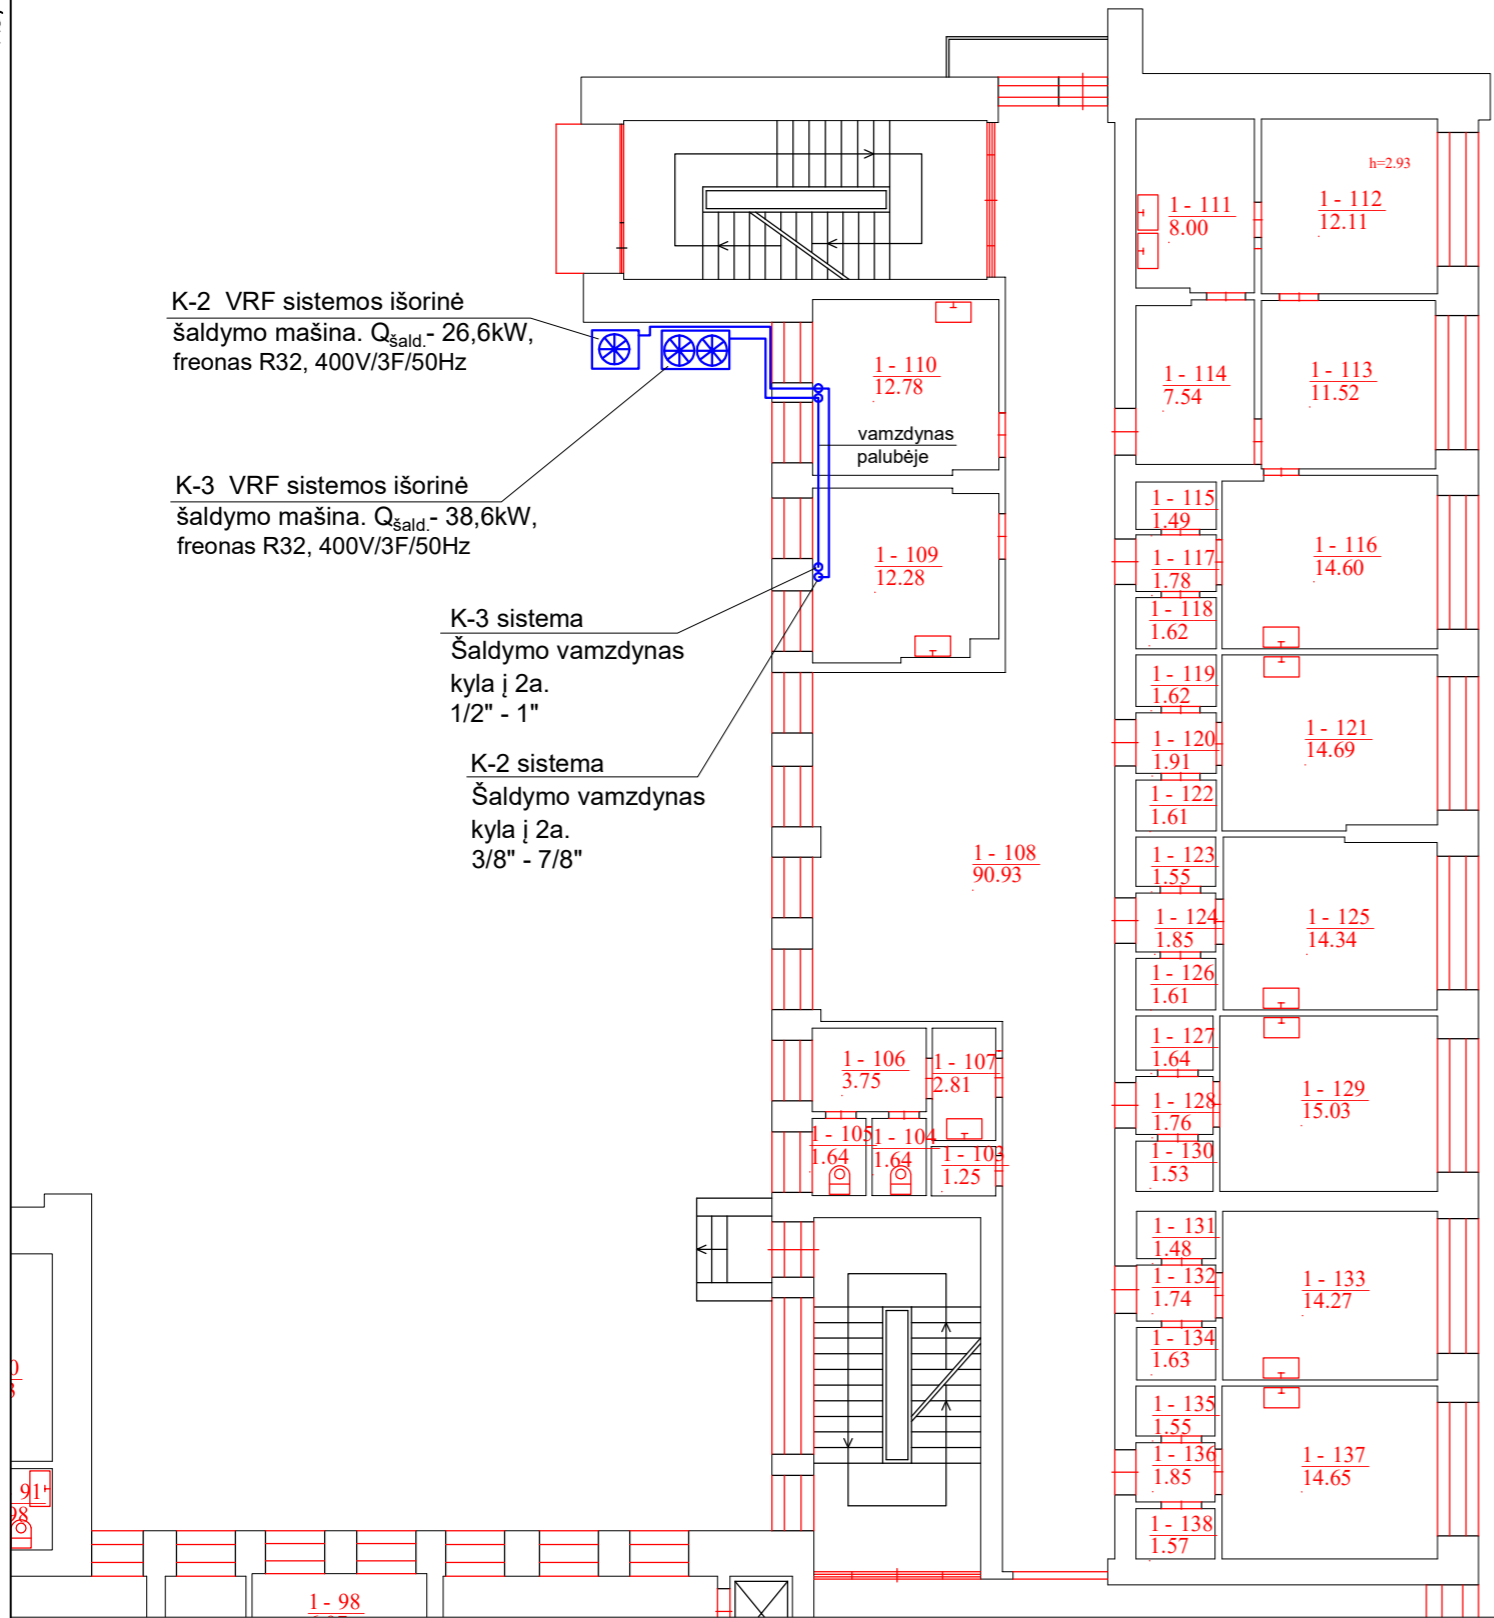 h=2.93
1 - 111
8.00
1 - 112
12.11
K-2 VRF sistemos išorinė
šaldymo mašina. Qšald.- 26,6kW,
freonas R32, 400V/3F/50Hz
1 - 110
12.78
1 - 114
7.54
1 - 113
11.52
vamzdynas
palubėje
K-3 VRF sistemos išorinė
šaldymo mašina. Qšald.- 38,6kW,
freonas R32, 400V/3F/50Hz
1 - 115
1.49
1 - 109
12.28
1 - 117
1.78
1 - 116
14.60
1 - 118
1.62
K-3 sistema
Šaldymo vamzdynas
kyla į 2a.
1/2" - 1"
1 - 119
1.62
1 - 120
1.91
1 - 121
14.69
1 - 122
1.61
K-2 sistema
Šaldymo vamzdynas
kyla į 2a.
3/8" - 7/8"
1 - 108
90.93
1 - 123
1.55
1 - 124
1.85
1 - 125
14.34
1 - 126
1.61
1 - 127
1.64
1 - 106
3.75
1 - 107
2.81
1 - 128
1.76
1 - 129
15.03
1 - 105
1.64
1 - 104
1.64
1 - 103
1.25
1 - 130
1.53
1 - 131
1.48
1 - 132
1.74
1 - 133
14.27
1 - 134
1.63
1 - 135
1.55
1 - 136
1.85
1 - 137
14.65
91
98
1 - 138
1.57
1 - 98